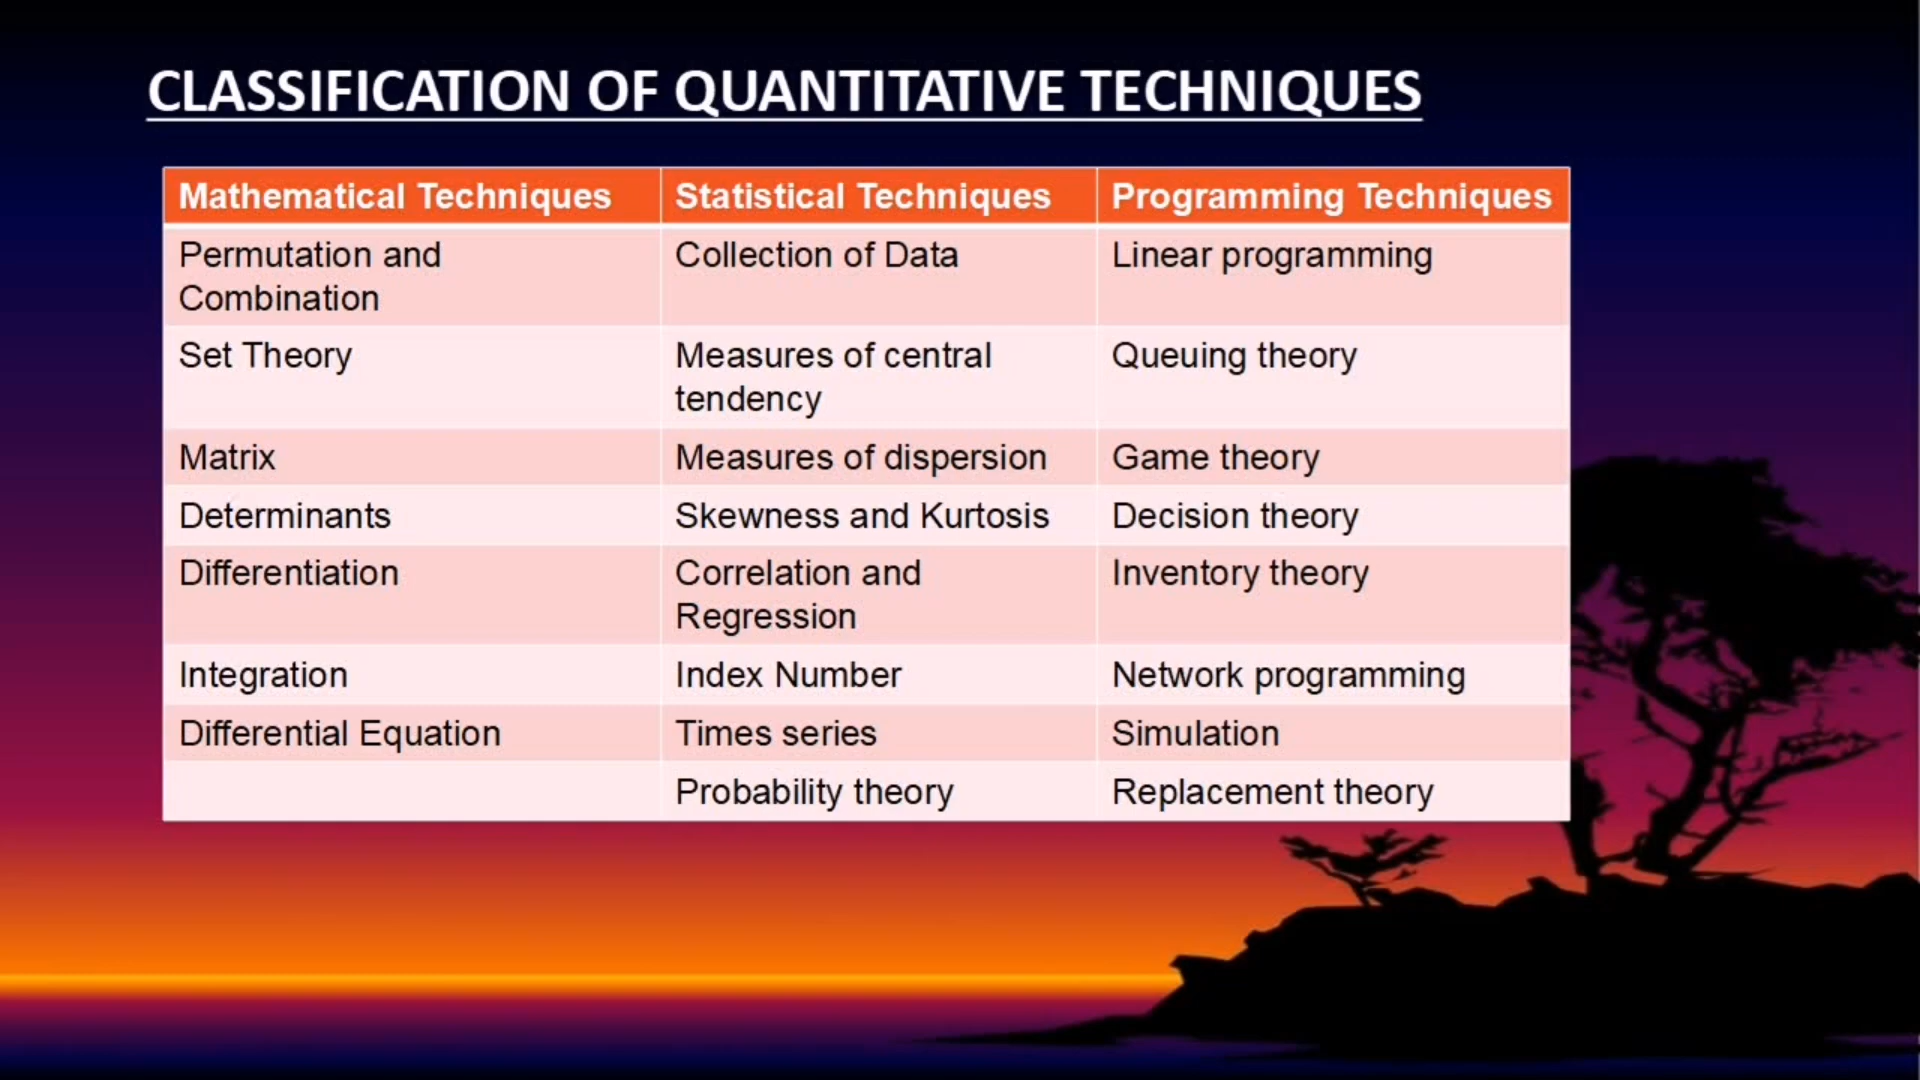 CLASSIFICATION OF QUANTITATIVE TECHNIQUES
Mathematical Techniques Statistical Techniques Programming Techniques
Permutation and
Combination
Collection of Data
Linear programming
Set Theory
Measures of central
tendency
Queuing theory
Matrix
Measures of dispersion
Game theory
Determinants
Skewness and Kurtosis
Decision theory
Differentiation
Correlation and
Regression
Inventory theory
Integration
Index Number
Network programming
Differential Equation
Times series
Simulation
Probability theory
Replacement theory